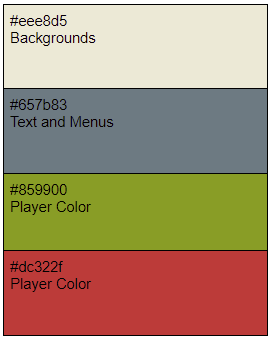 #eee8d5
Backgrounds
#657b83
Text and Menus
#859900
Player Color
#dc322f
Player Color